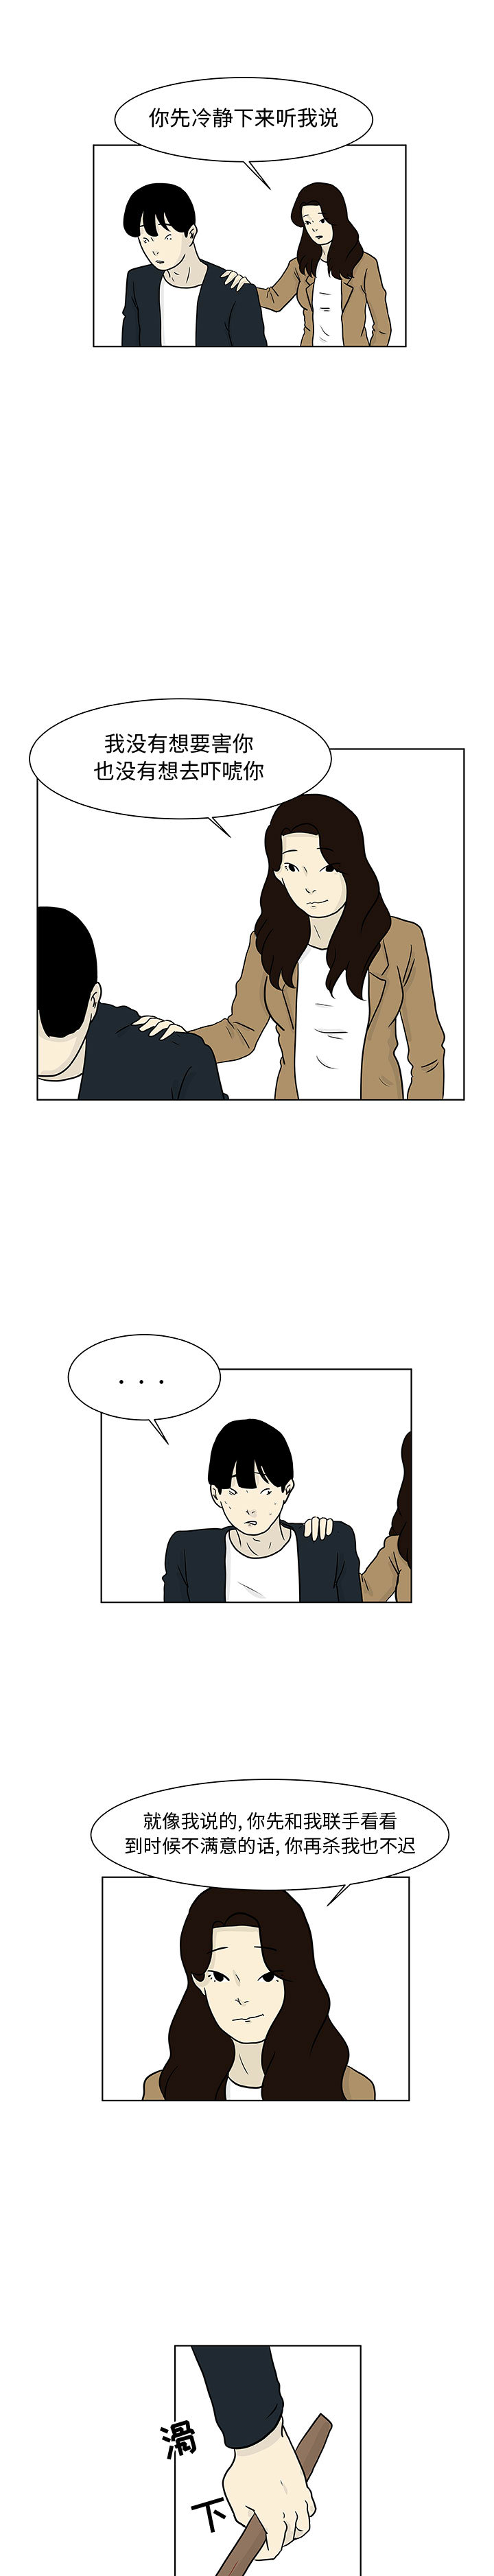 你先冷静下来听我说
我没有想要害你
也没有想去吓唬你
...
就像我说的, 你先和我联手看看
到时候不满意的话, 你再杀我也不迟
滑
下